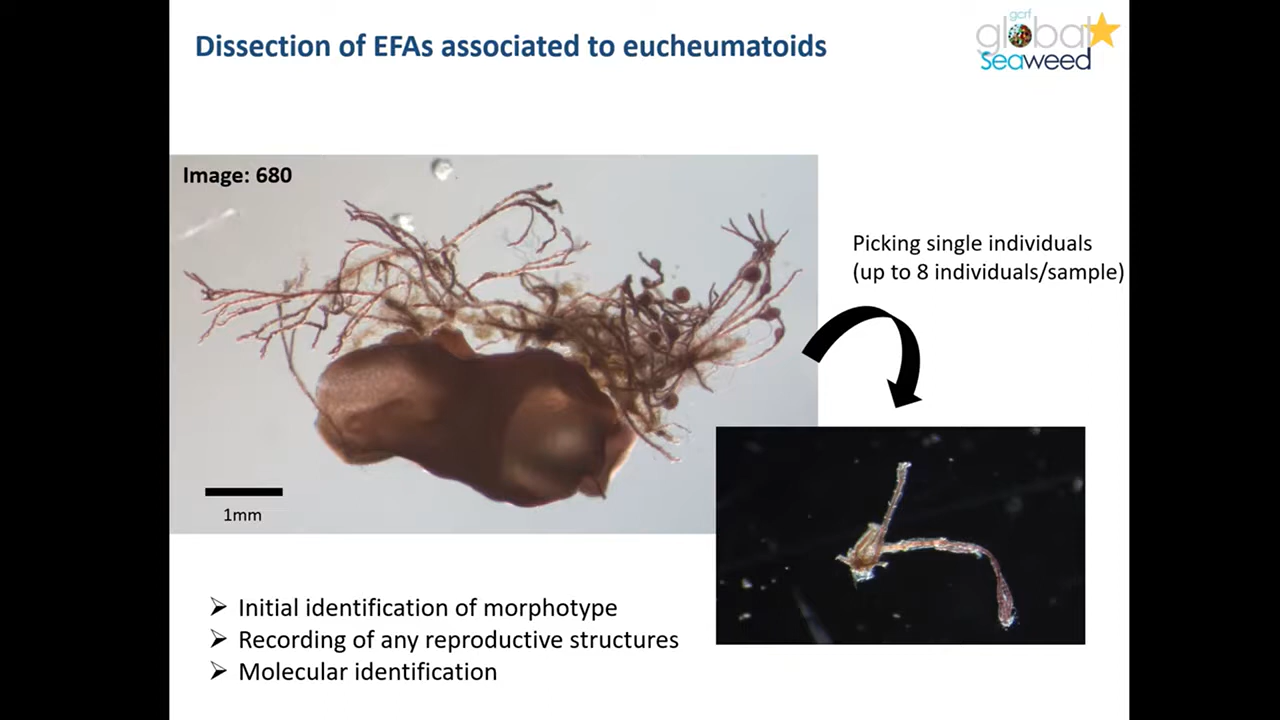 Dissection of EFAs associated to eucheumatoids
gcrf
global
Seaweed
Image: 680
Picking single individuals
(up to 8 individuals/sample)
1mm
Initial identification of morphotype
Recording of any reproductive structures
Molecular identification